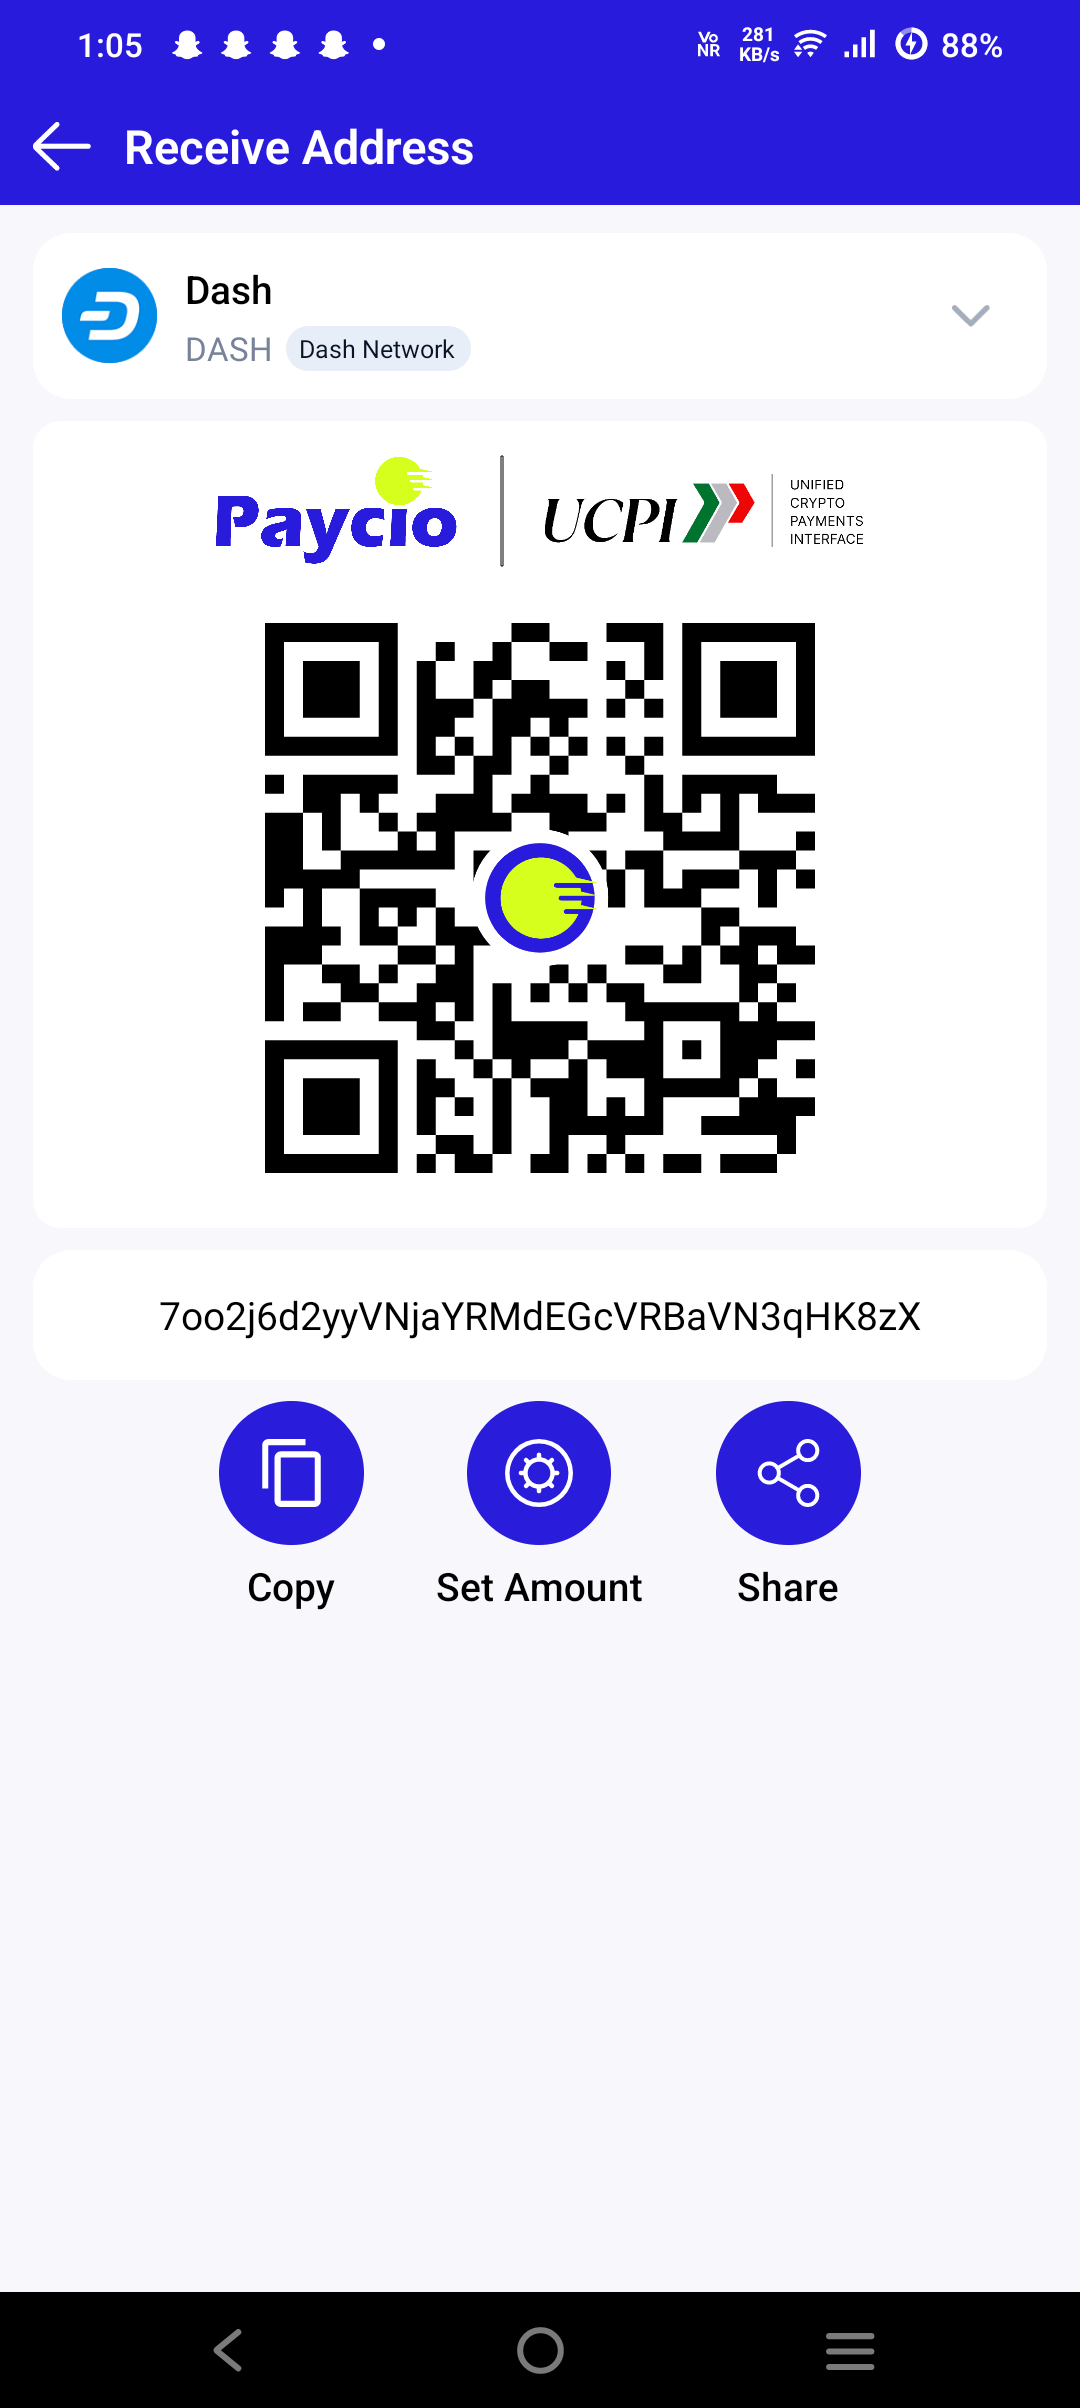 1:05
Vo
NR
281
KB/s
88%
Receive Address
Dash
DASH Dash Network
Paycio
UCPI
UNIFIED
CRYPTO
PAYMENTS
INTERFACE
7oo2j6d2yyVNjaYRMdEGcVRBaVN3qHK8zX
Copy
Set Amount
Share